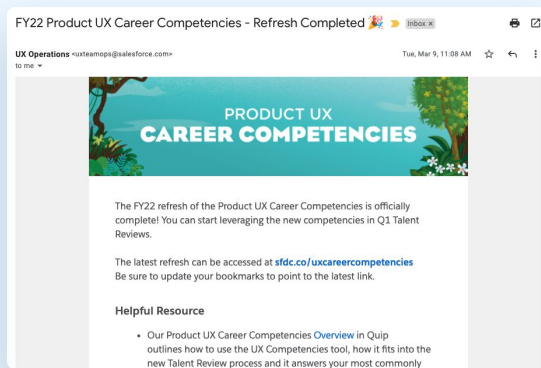 FY22 Product UX Career Competencies - Refresh Completed 🎉 Inbox ×
UX Operations <uxteamops@salesforce.com>
Tue, Mar 9, 11:08 AM
to me
PRODUCT UX
CAREER COMPETENCIES
The FY22 refresh of the Product UX Career Competencies is officially
complete! You can start leveraging the new competencies in Q1 Talent
Reviews.
The latest refresh can be accessed at sfdc.co/uxcareercompetencies
Be sure to update your bookmarks to point to the latest link.
Helpful Resource
• Our Product UX Career Competencies Overview in Quip
outlines how to use the UX Competencies tool, how it fits into the
new Talent Review process and it answers your most commonly